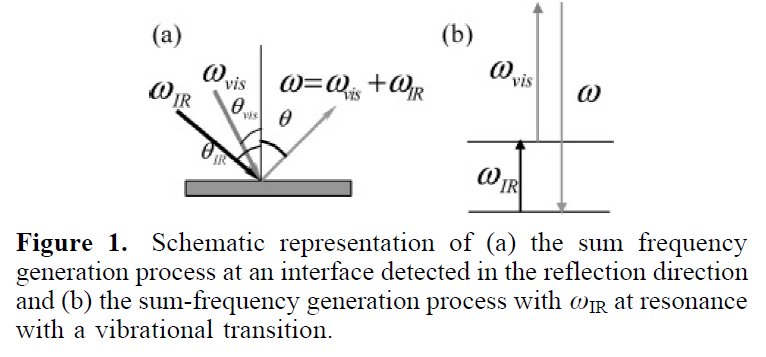 (a)
(b)
ω_IR
ω_vis
ω=ω_vis+ω_IR
θ_vis
θ
θ_IR
ω_vis
ω
ω_IR
Figure 1. Schematic representation of (a) the sum frequency
generation process at an interface detected in the reflection direction
and (b) the sum-frequency generation process with ω_IR at resonance
with a vibrational transition.